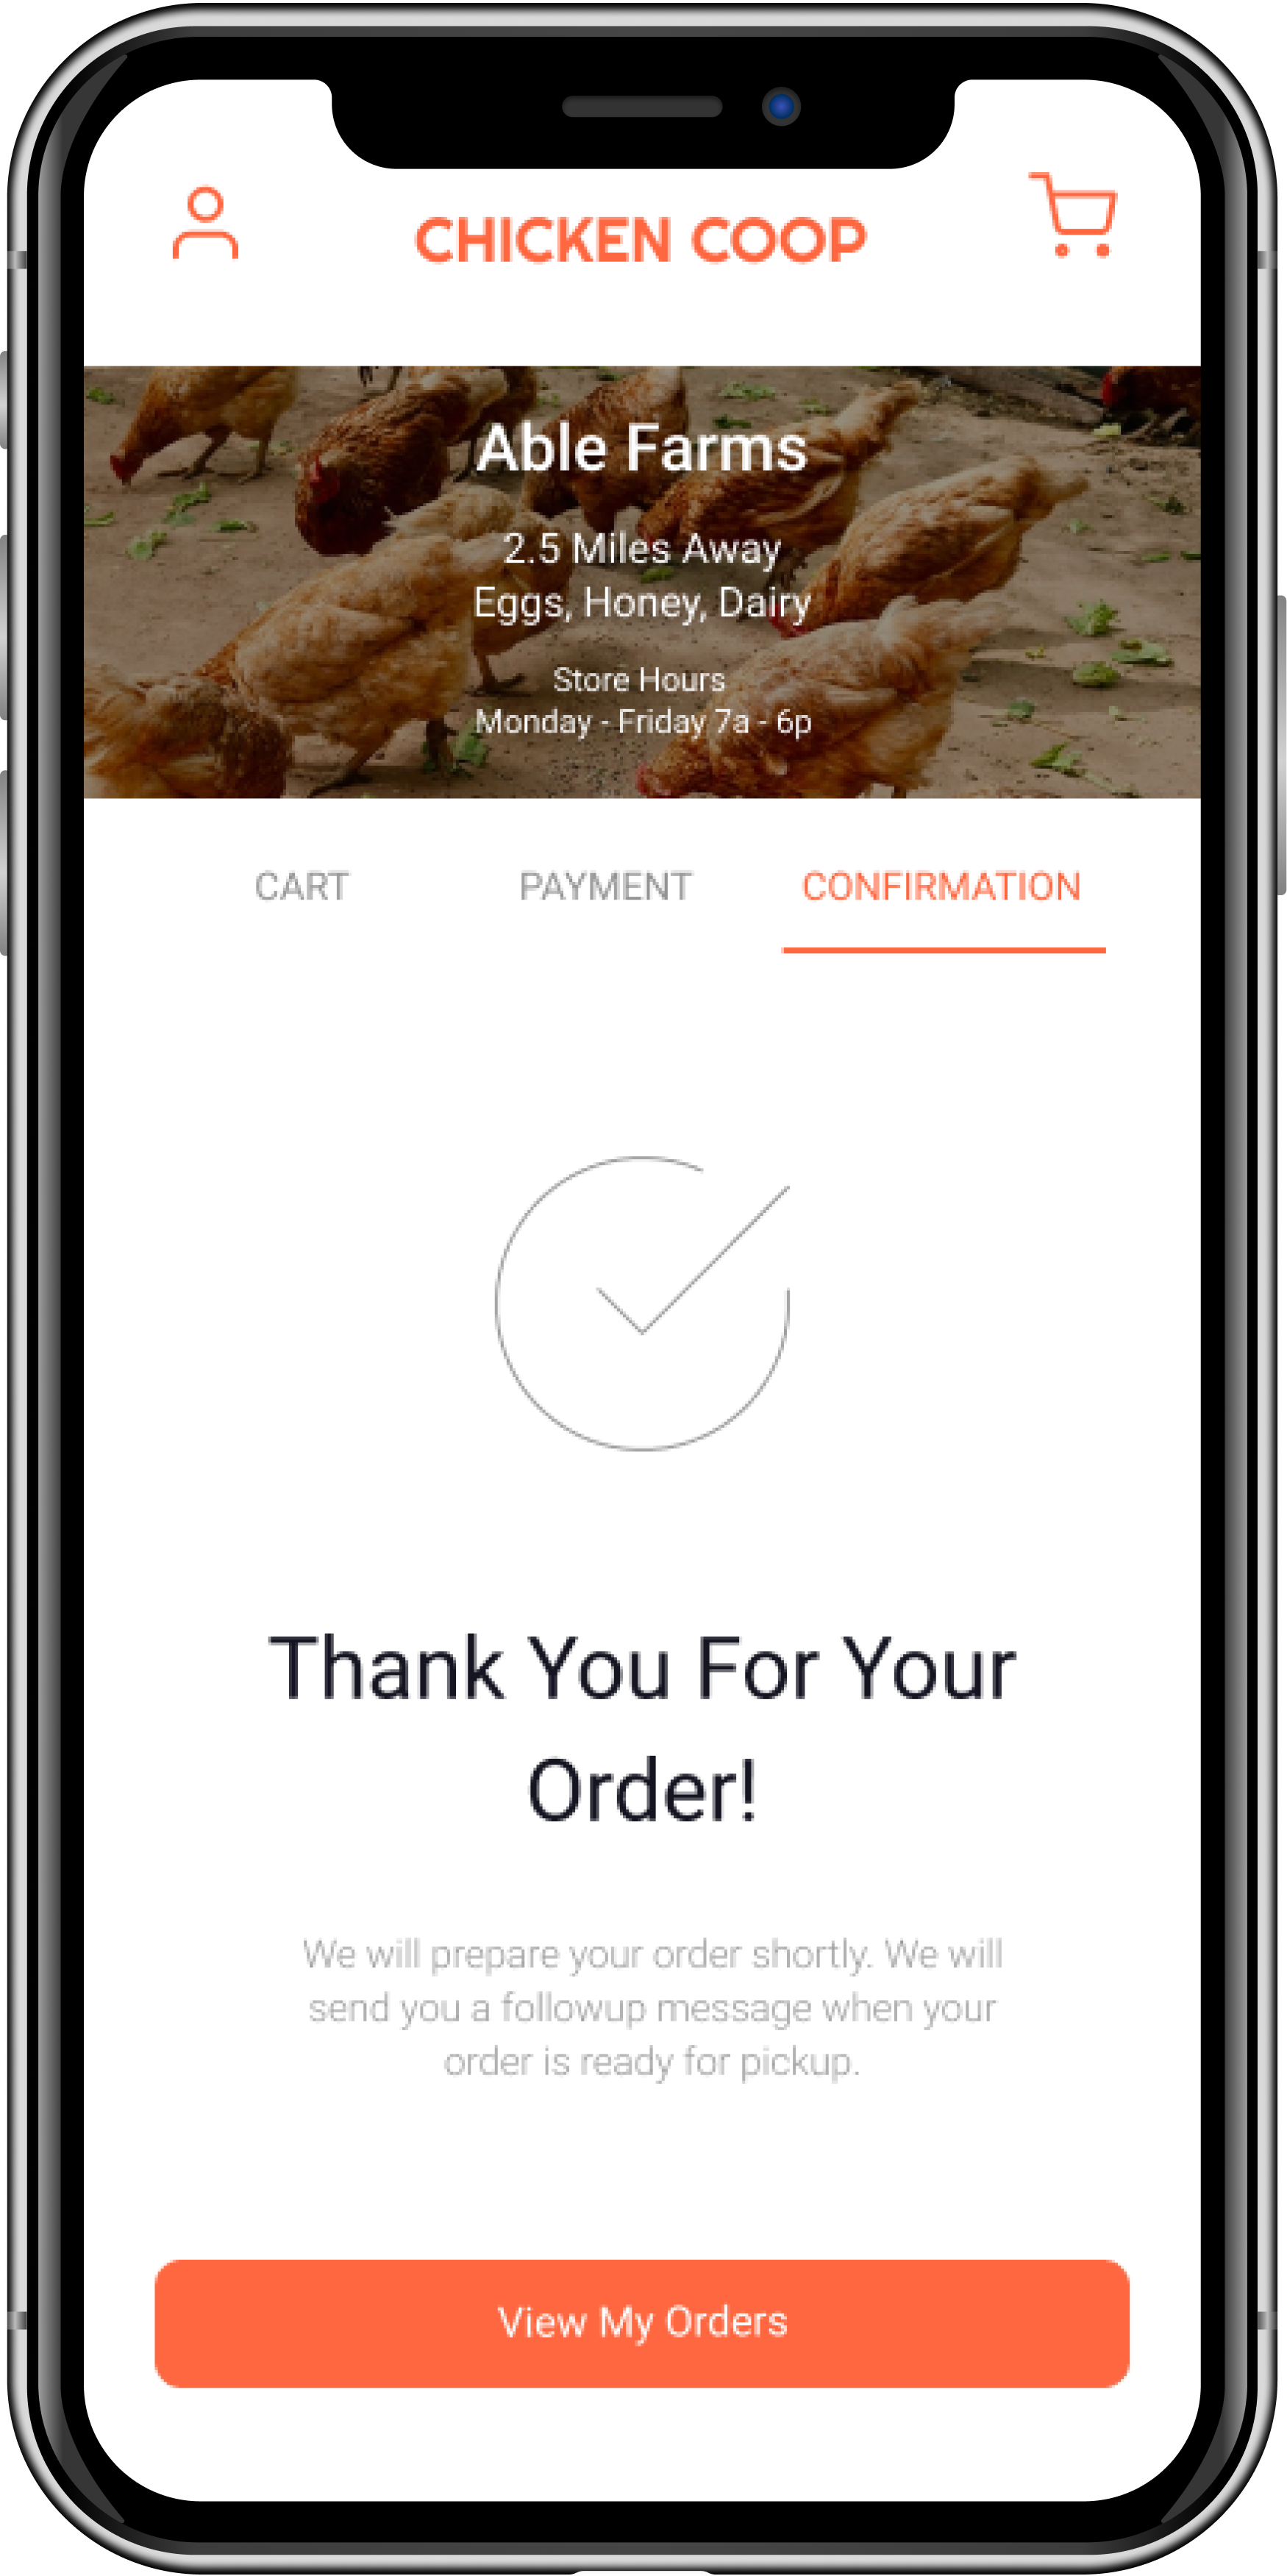 CHICKEN COOP
Able Farms
2.5 Miles Away
Eggs, Honey, Dairy
Store Hours
Monday - Friday 7a - 6p
CART PAYMENT CONFIRMATION
Thank You For Your
Order!
We will prepare your order shortly. We will
send you a followup message when your
order is ready for pickup.
View My Orders